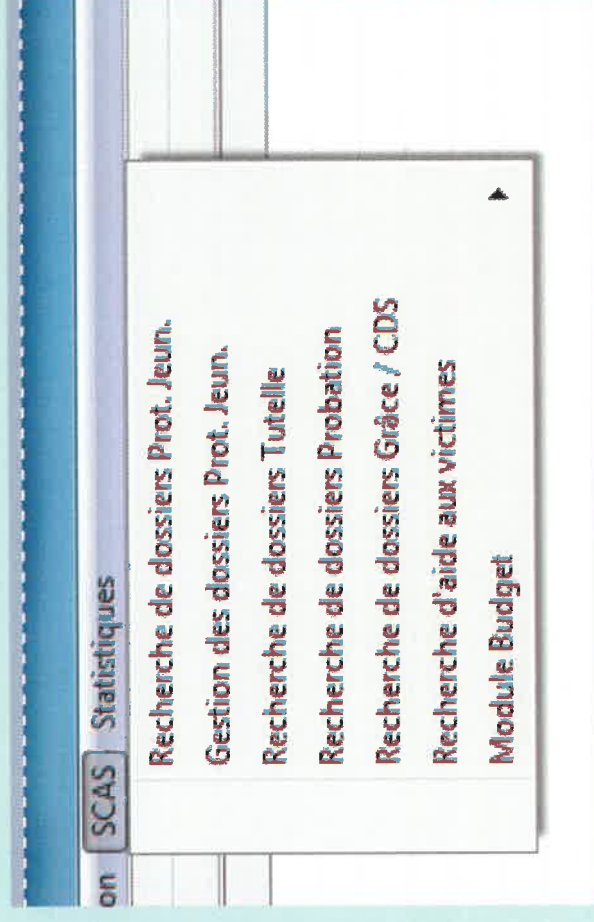 on SCAS Statistiques
Recherche de dossiers Prot. Jeun.
Gestion des dossiers Prot. Jeun.
Recherche de dossiers Tutelle
Recherche de dossiers Probation
Recherche de dossiers Grâce / CDS
Recherche d'aide aux victimes
Module Budget